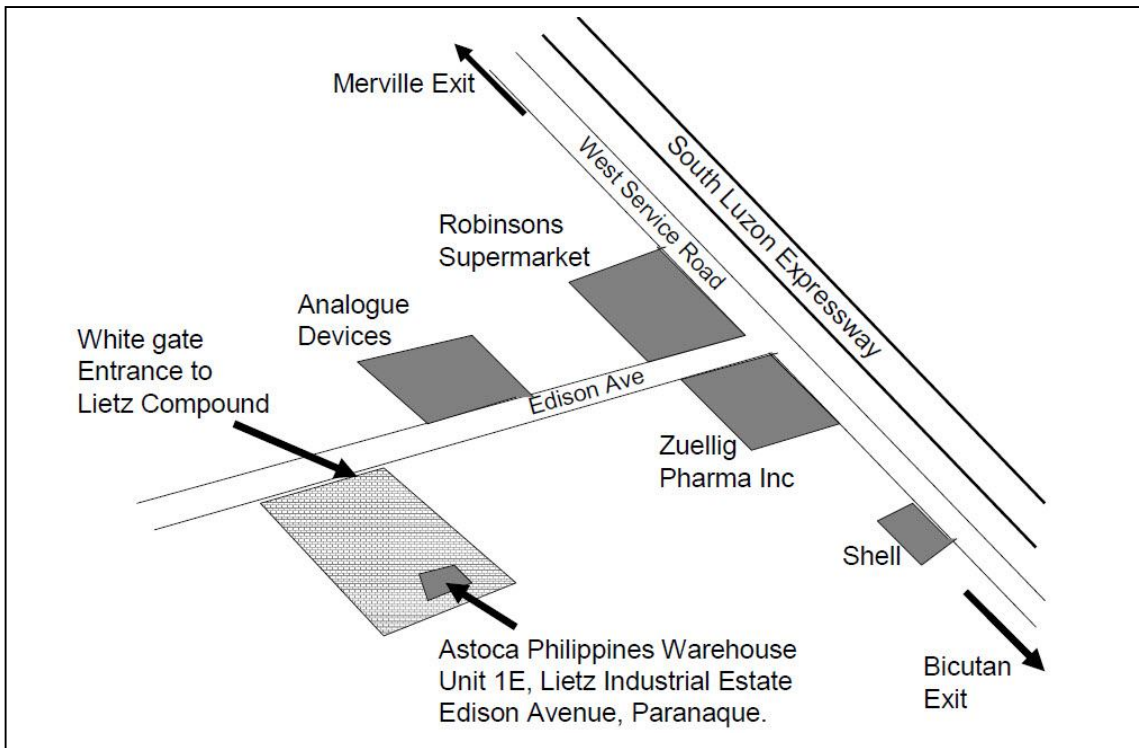 Merville Exit
West Service Road
South Luzon Expressway
Robinsons
Supermarket
Analogue
Devices
White gate
Entrance to
Lietz Compound
Edison Ave
Zuellig
Pharma Inc
Shell
Astoca Philippines Warehouse
Unit 1E, Lietz Industrial Estate
Edison Avenue, Paranaque.
Bicutan
Exit